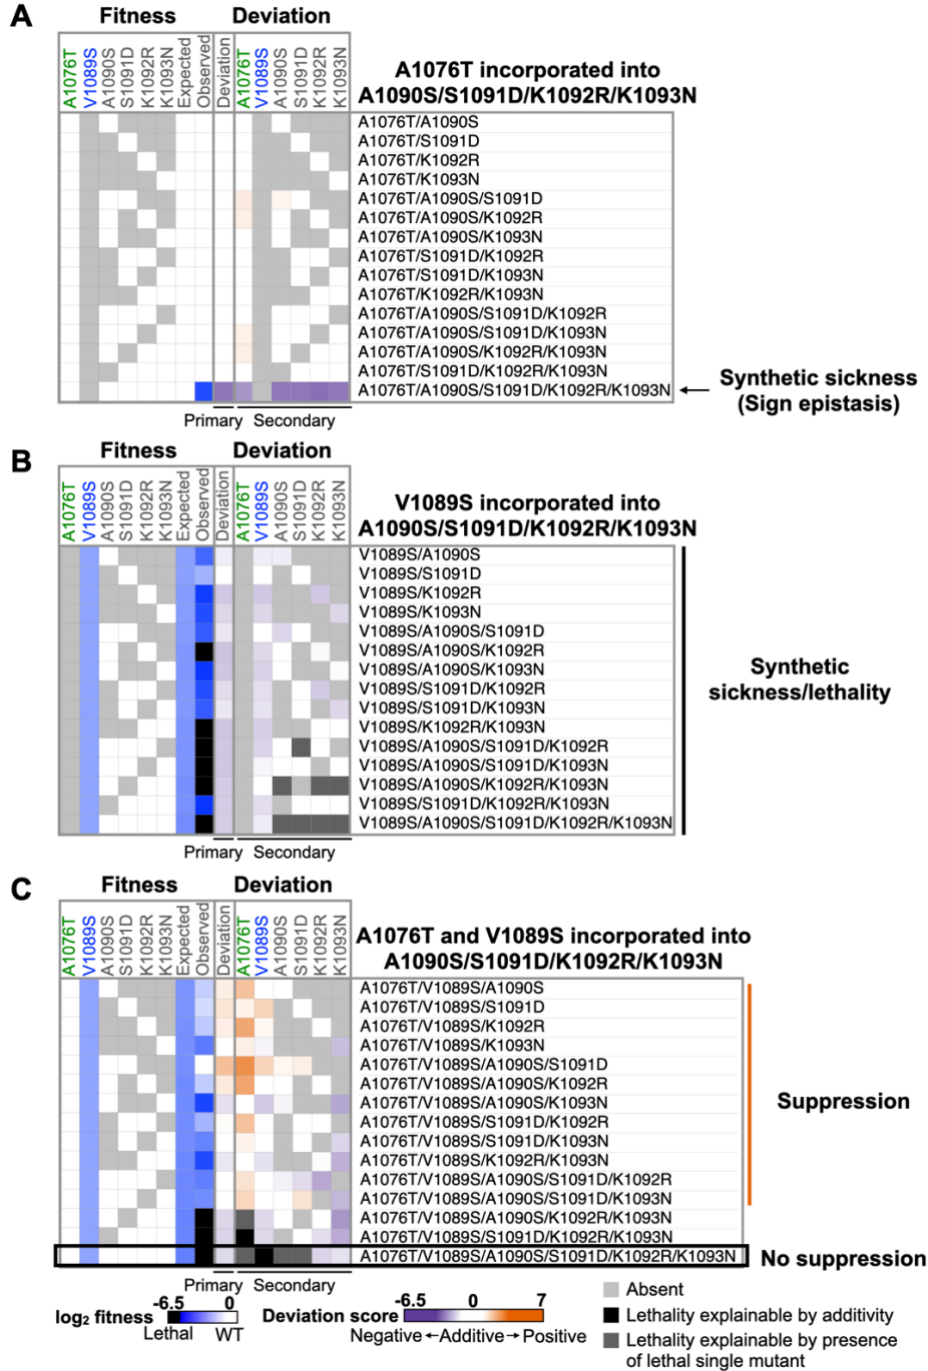 A
Fitness
Deviation
A1076T
V1089S
A1090S
S1091D
K1092R
K1093N
Expected
Observed
Deviation
A1076T
V1089S
A1090S
S1091D
K1092R
K1093N
A1076T incorporated into
A1090S/S1091D/K1092R/K1093N
A1076T/A1090S
A1076T/S1091D
A1076T/K1092R
A1076T/K1093N
A1076T/A1090S/S1091D
A1076T/A1090S/K1092R
A1076T/A1090S/K1093N
A1076T/S1091D/K1092R
A1076T/S1091D/K1093N
A1076T/K1092R/K1093N
A1076T/A1090S/S1091D/K1092R
A1076T/A1090S/S1091D/K1093N
A1076T/A1090S/K1092R/K1093N
A1076T/S1091D/K1092R/K1093N
A1076T/A1090S/S1091D/K1092R/K1093N
Synthetic sickness
(Sign epistasis)
Primary
Secondary
B
Fitness
Deviation
A1076T
V1089S
A1090S
S1091D
K1092R
K1093N
Expected
Observed
Deviation
A1076T
V1089S
A1090S
S1091D
K1092R
K1093N
V1089S incorporated into
A1090S/S1091D/K1092R/K1093N
V1089S/A1090S
V1089S/S1091D
V1089S/K1092R
V1089S/K1093N
V1089S/A1090S/S1091D
V1089S/A1090S/K1092R
V1089S/A1090S/K1093N
V1089S/S1091D/K1092R
V1089S/S1091D/K1093N
V1089S/K1092R/K1093N
V1089S/A1090S/S1091D/K1092R
V1089S/A1090S/S1091D/K1093N
V1089S/A1090S/K1092R/K1093N
V1089S/S1091D/K1092R/K1093N
V1089S/A1090S/S1091D/K1092R/K1093N
Synthetic
sickness/lethality
Primary
Secondary
C
Fitness
Deviation
A1076T
V1089S
A1090S
S1091D
K1092R
K1093N
Expected
Observed
Deviation
A1076T
V1089S
A1090S
S1091D
K1092R
K1093N
A1076T and V1089S incorporated into
A1090S/S1091D/K1092R/K1093N
A1076T/V1089S/A1090S
A1076T/V1089S/S1091D
A1076T/V1089S/K1092R
A1076T/V1089S/K1093N
A1076T/V1089S/A1090S/S1091D
A1076T/V1089S/A1090S/K1092R
A1076T/V1089S/A1090S/K1093N
A1076T/V1089S/S1091D/K1092R
A1076T/V1089S/S1091D/K1093N
A1076T/V1089S/K1092R/K1093N
A1076T/V1089S/A1090S/S1091D/K1092R
A1076T/V1089S/A1090S/S1091D/K1093N
A1076T/V1089S/A1090S/K1092R/K1093N
A1076T/V1089S/S1091D/K1092R/K1093N
A1076T/V1089S/A1090S/S1091D/K1092R/K1093N
Suppression
No suppression
Primary
Secondary
log₂ fitness
-6.5
0
Lethal
WT
Deviation score
-6.5
0
7
Negative ←Additive→ Positive
Absent
Lethality explainable by additivity
Lethality explainable by presence
of lethal single mutant